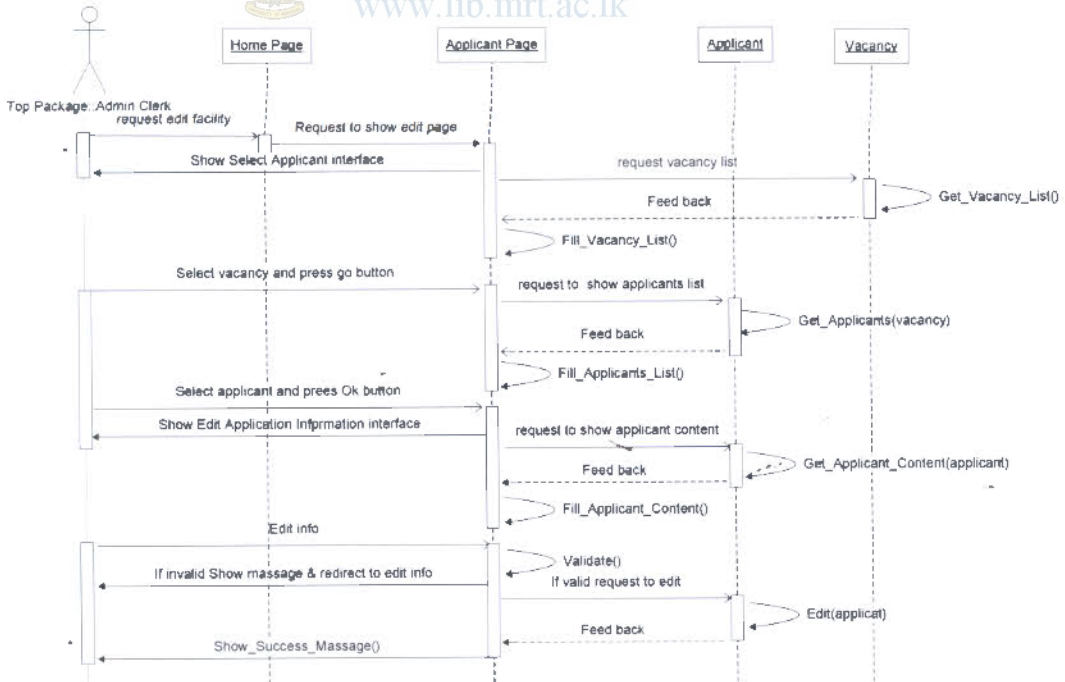 www.lib.mrt.ac.lk
Home Page
Applicant Page
Applicant
Vacancy
Top Package::Admin Clerk
request edit facility
Request to show edit page
Show Select Applicant interface
request vacancy list
Get_Vacancy_List()
Feed back
Fill_Vacancy_List()
Select vacancy and press go button
request to show applicants list
Get_Applicants(vacancy)
Feed back
Fill_Applicants_List()
Select applicant and prees Ok button
Show Edit Application Infprmation interface
request to show applicant content
Get_Applicant_Content(applicant)
Feed back
Fill_Applicant_Content()
Edit info
Validate()
If invalid Show massage & redirect to edit info
If valid request to edit
Edit(applicat)
Feed back
Show_Success_Massage()